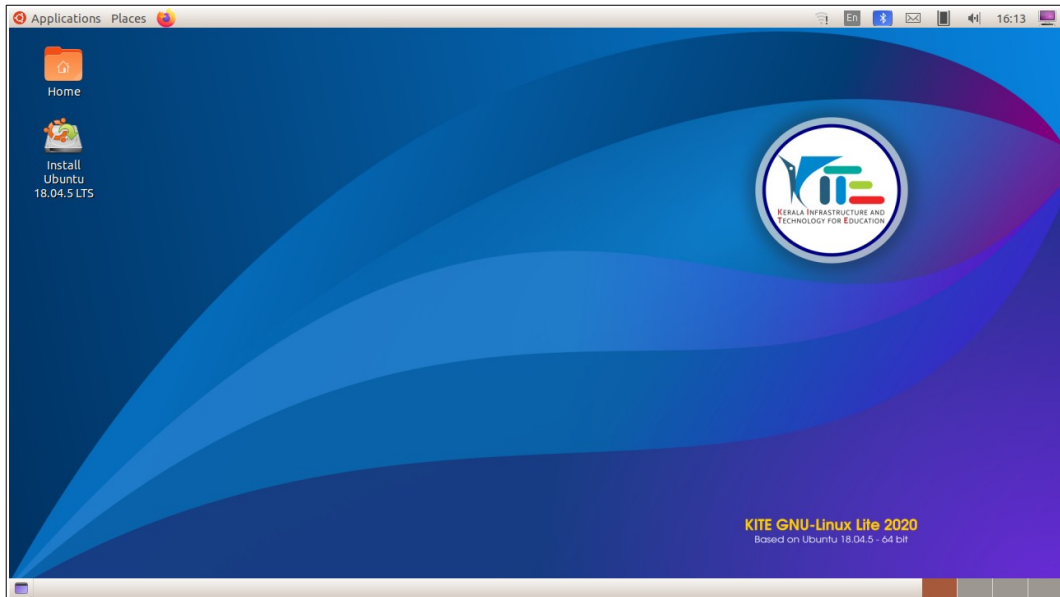 Applications Places
En
16:13
Home
Install
Ubuntu
18.04.5 LTS
KITE
KERALA INFRASTRUCTURE AND
TECHNOLOGY FOR EDUCATION
KITE GNU-Linux Lite 2020
Based on Ubuntu 18.04.5 - 64 bit